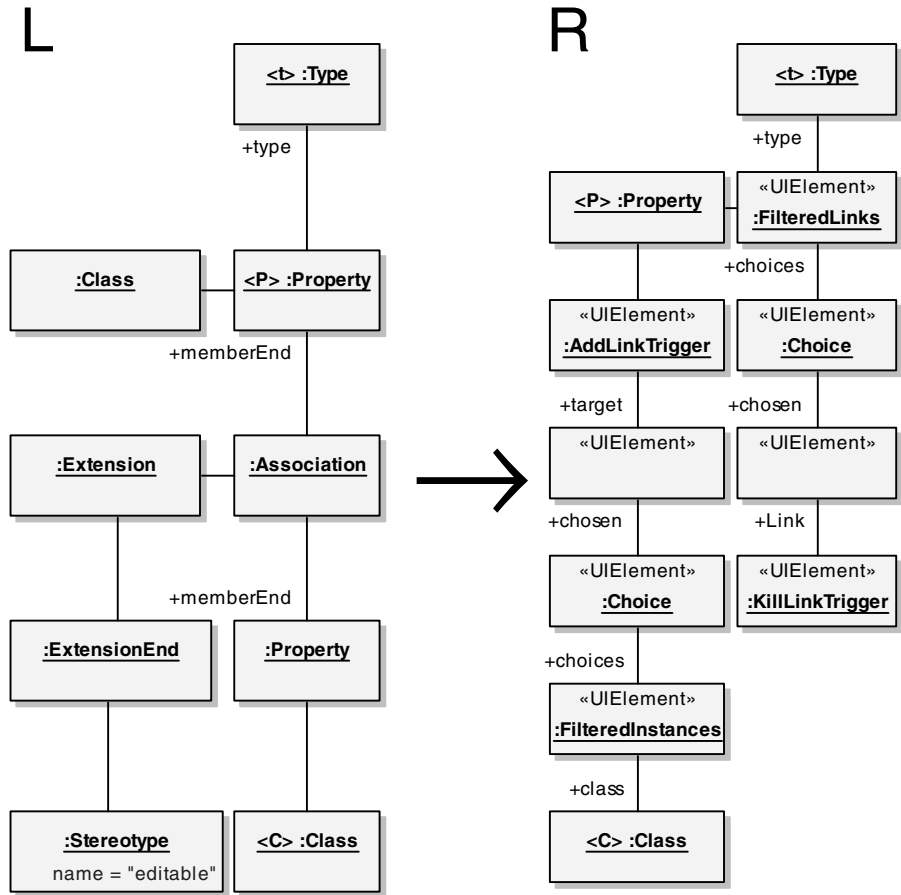 L
<t> :Type
+type
:Class
<P> :Property
+memberEnd
:Extension
:Association
+memberEnd
:ExtensionEnd
:Property
:Stereotype
name = "editable"
<C> :Class
R
<t> :Type
+type
<P> :Property
«UIElement»
:FilteredLinks
+choices
«UIElement»
:AddLinkTrigger
«UIElement»
:Choice
+target
+chosen
«UIElement»
«UIElement»
+chosen
+Link
«UIElement»
:Choice
«UIElement»
:KillLinkTrigger
+choices
«UIElement»
:FilteredInstances
+class
<C> :Class